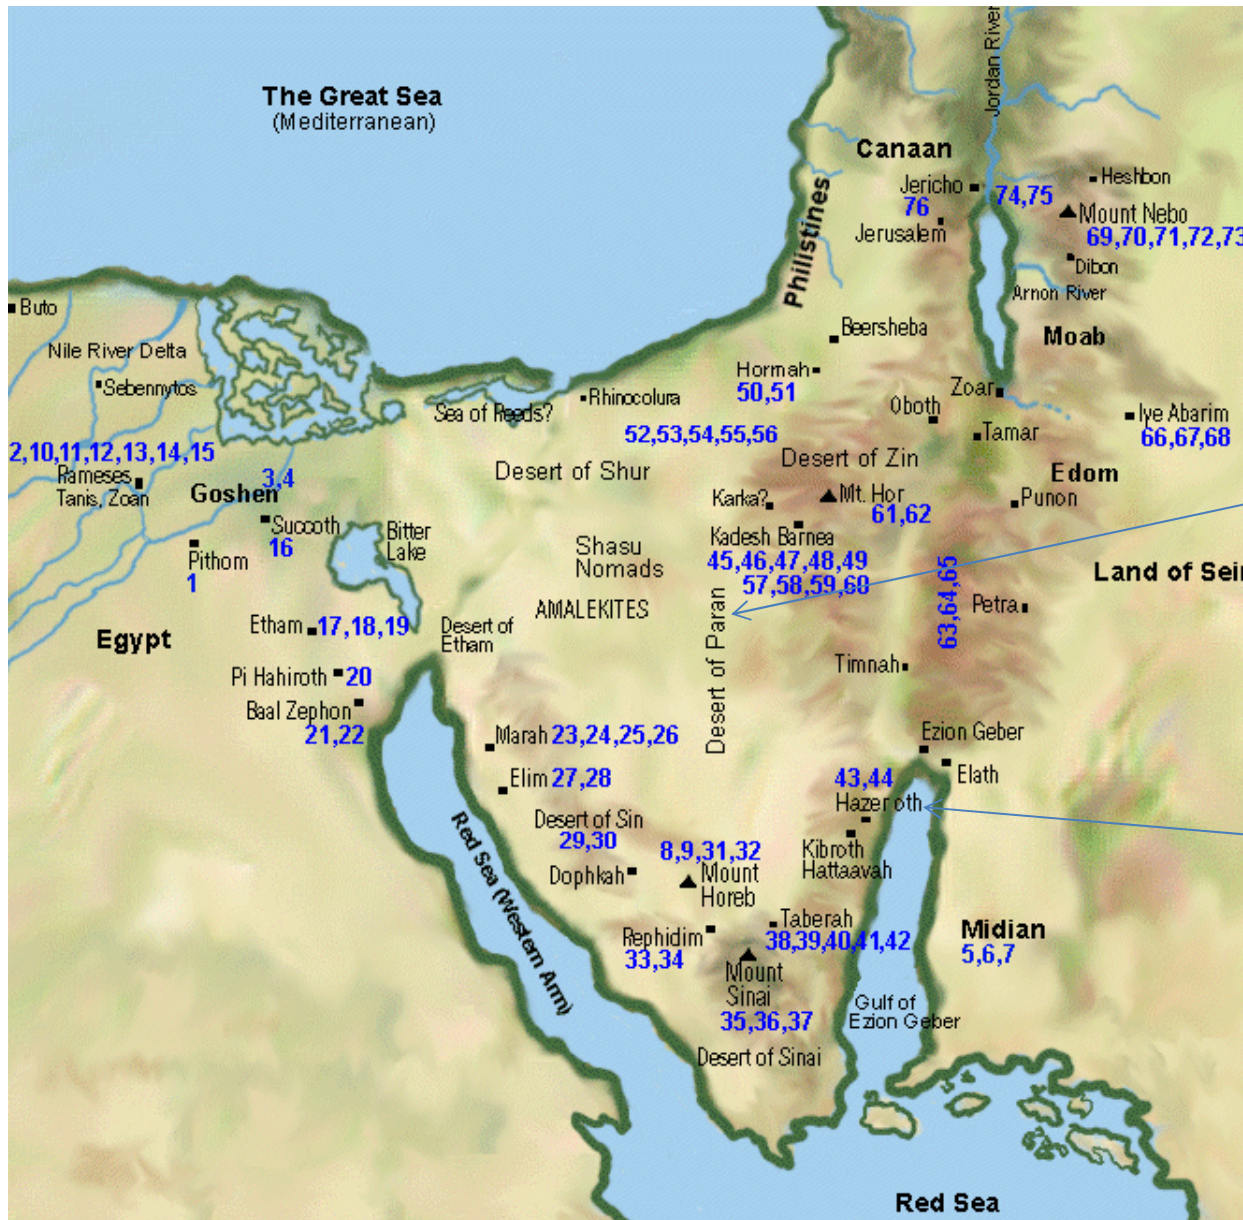 The Great Sea
(Mediterranean)
Jordan River
Canaan
Jericho
76
74,75
Heshbon
Mount Nebo
69,70,71,72,73
Jerusalem
Philistines
Dibon
Arnon River
Buto
Nile River Delta
Sebennytos
Beersheba
Moab
Hormah
50,51
Zoar
Sea of Reeds?
Rhinocolura
Oboth
Iye Abarim
66,67,68
52,53,54,55,56
Tamar
2,10,11,12,13,14,15
Rameses
Tanis, Zoan
3,4
Goshen
Desert of Shur
Desert of Zin
Edom
Karka?
Mt. Hor
61,62
Punon
Succoth
16
Bitter
Lake
Kadesh Barnea
45,46,47,48,49
57,58,59,60
Pithom
1
Shasu
Nomads
63,64,65
Land of Seir
AMALEKITES
Petra
Etham
17,18,19
Desert of
Etham
Egypt
Desert of Paran
Pi Hahiroth
20
Timnah
Baal Zephon
21,22
Marah 23,24,25,26
Ezion Geber
Elath
Elim 27,28
43,44
Hazeroth
Desert of Sin
29,30
Kibroth
Hattaavah
Red Sea (Western Arm)
8,9,31,32
Mount
Horeb
Dophkah
Taberah
38,39,40,41,42
Rephidim
33,34
Midian
5,6,7
Mount
Sinai
35,36,37
Gulf of
Ezion Geber
Desert of Sinai
Red Sea